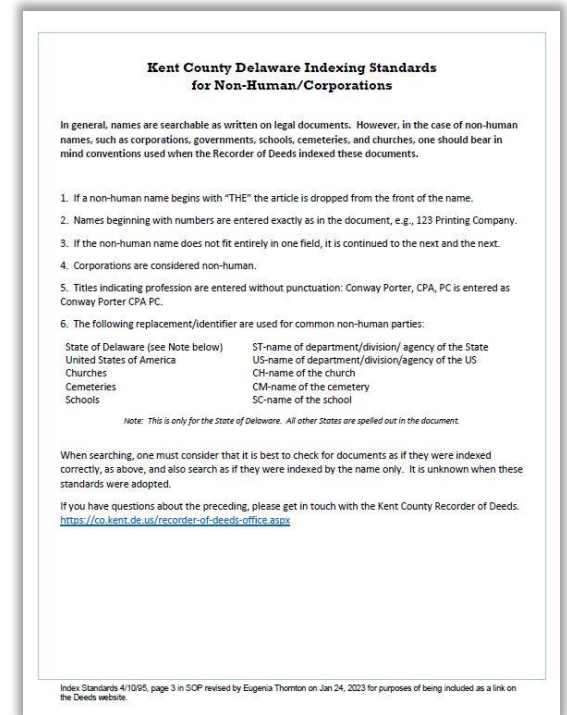 Kent County Delaware Indexing Standards
for Non-Human/Corporations
In general, names are searchable as written on legal documents. However, in the case of non-human
names, such as corporations, governments, schools, cemeteries, and churches, one should bear in
mind conventions used when the Recorder of Deeds indexed these documents.
1. If a non-human name begins with “THE” the article is dropped from the front of the name.
2. Names beginning with numbers are entered exactly as in the document, e.g., 123 Printing Company.
3. If the non-human name does not fit entirely in one field, it is continued to the next and the next.
4. Corporations are considered non-human.
5. Titles indicating profession are entered without punctuation: Conway Porter, CPA, PC is entered as
Conway Porter CPA PC.
6. The following replacement/identifier are used for common non-human parties:
State of Delaware (see Note below) ST-name of department/division/ agency of the State
United States of America US-name of department/division/agency of the US
Churches CH-name of the church
Cemeteries CM-name of the cemetery
Schools SC-name of the school
Note: This is only for the State of Delaware. All other States are spelled out in the document.
When searching, one must consider that it is best to check for documents as if they were indexed
correctly, as above, and also search as if they were indexed by the name only. It is unknown when these
standards were adopted.
If you have questions about the preceding, please get in touch with the Kent County Recorder of Deeds.
https://co.kent.de.us/recorder-of-deeds-office.aspx
Index Standards 4/10/95, page 3 in SOP revised by Eugenia Thornton on Jan 24, 2023 for purposes of being included as a link on
the Deeds website.